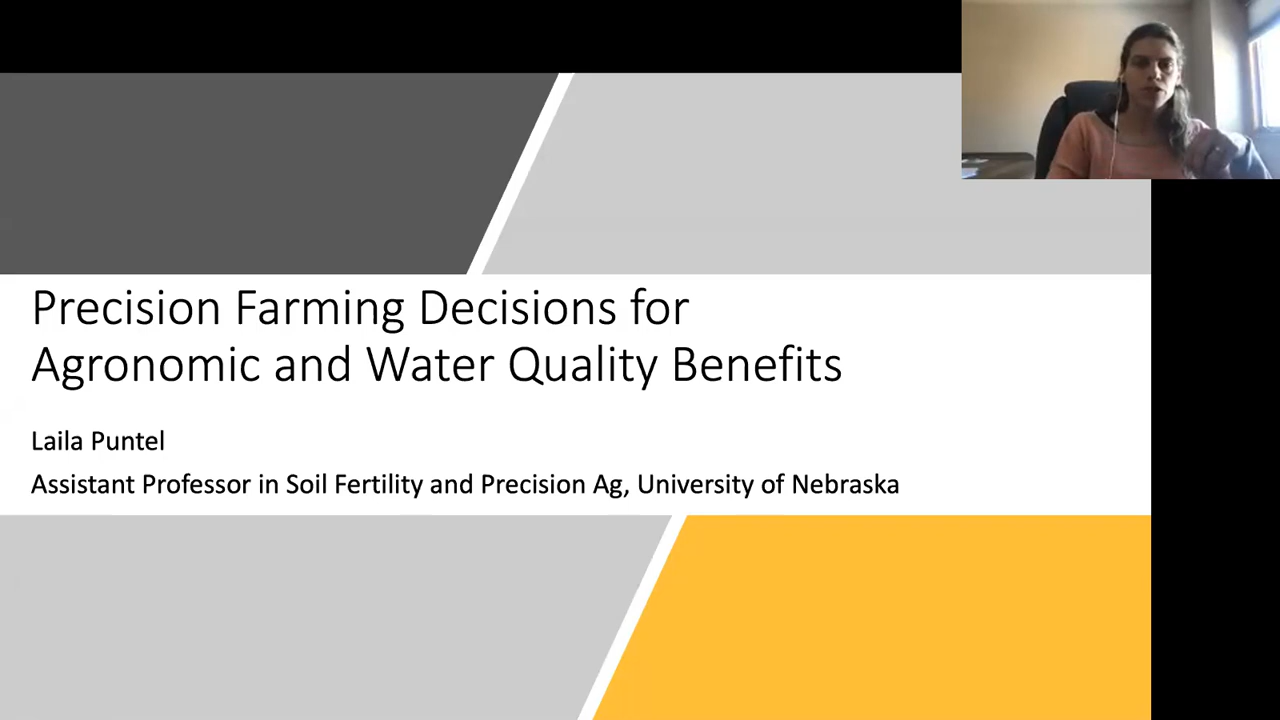 Precision Farming Decisions for
Agronomic and Water Quality Benefits
Laila Puntel
Assistant Professor in Soil Fertility and Precision Ag, University of Nebraska